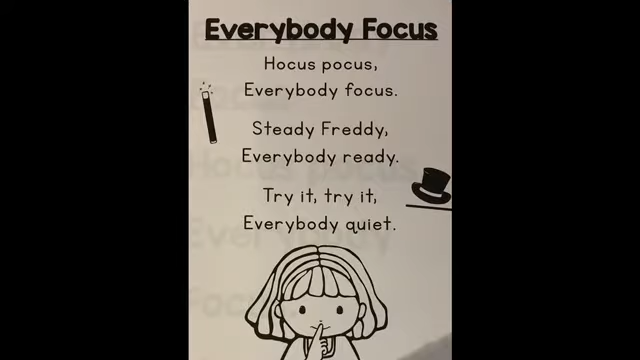 Everybody Focus
Hocus pocus,
Everybody focus.
Steady Freddy,
Everybody ready.
Try it, try it,
Everybody quiet.